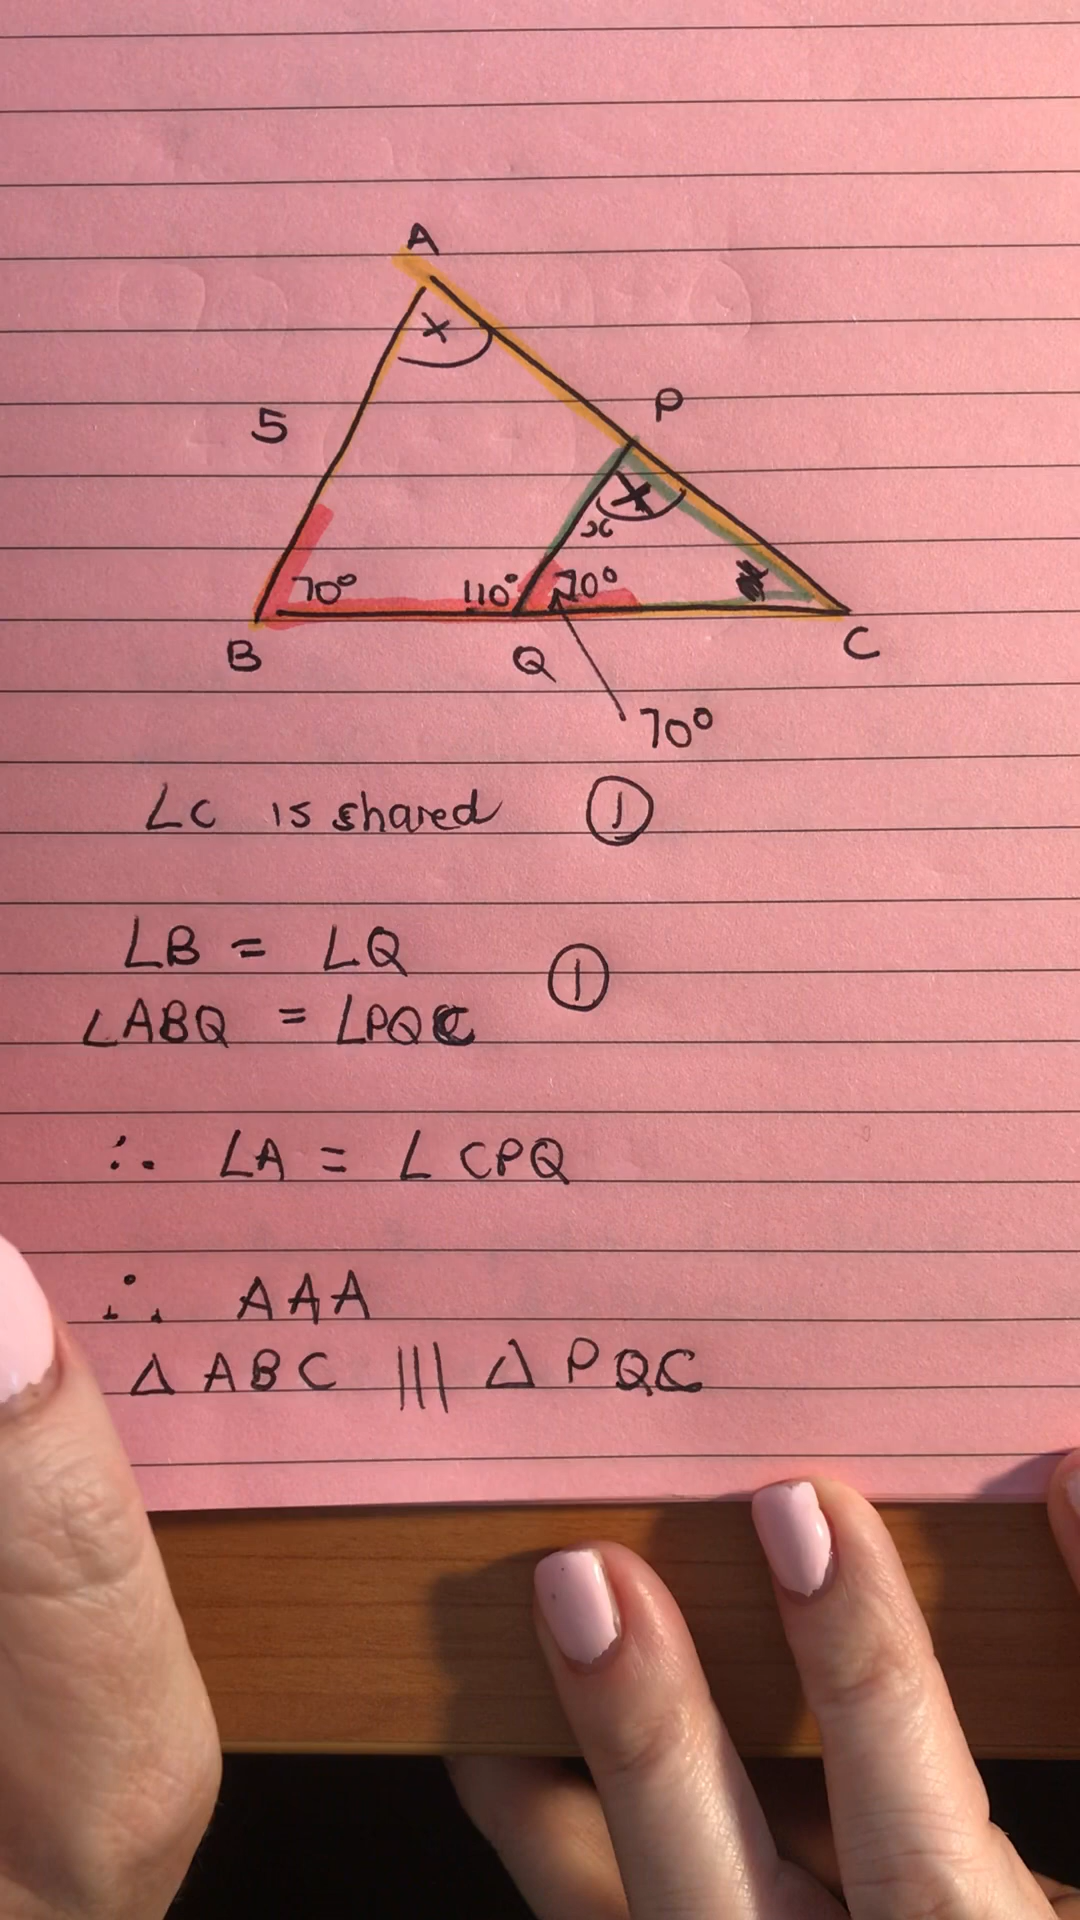 A
×
P
5
×
x
70° 110° 70°
B Q C
70°
∠C is shared ①
∠B = ∠Q ①
∠ABQ = ∠PQC
∴ ∠A = ∠CPQ
∴ AAA
△ABC ||| △PQC